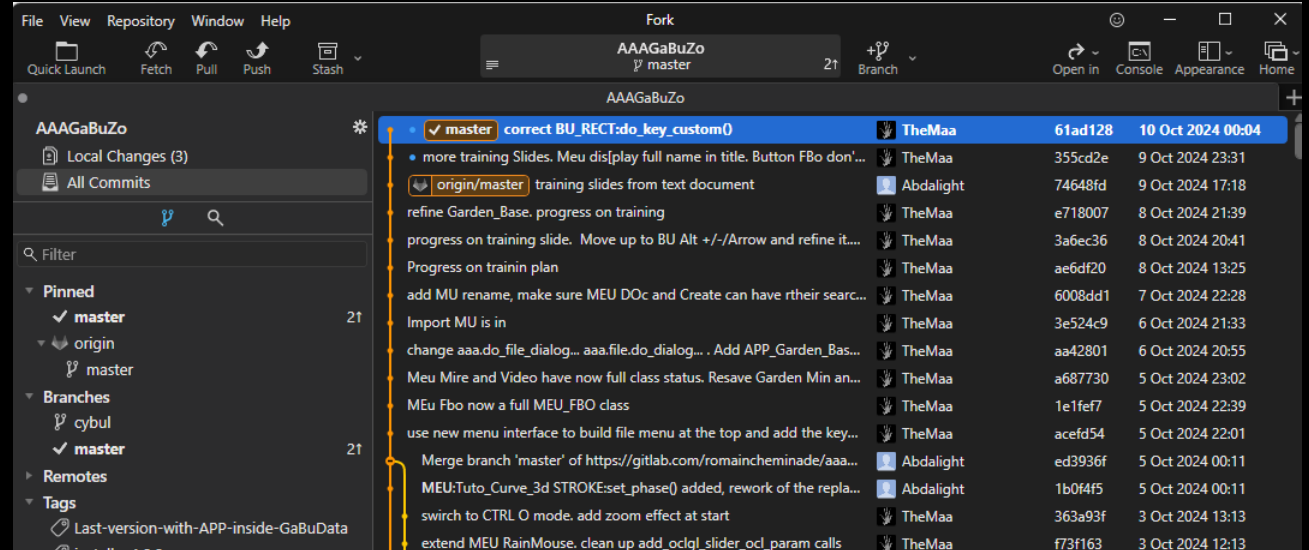 File View Repository Window Help Fork
Quick Launch Fetch Pull Push Stash AAAGaBuZo master 2↑ Branch Open in Console Appearance Home
AAAGaBuZo
AAAGaBuZo
Local Changes (3)
All Commits
Filter
Pinned
master 2↑
origin
master
Branches
cybul
master 2↑
Remotes
Tags
Last-version-with-APP-inside-GaBuData
master correct BU_RECT:do_key_custom() TheMaa 61ad128 10 Oct 2024 00:04
more training Slides. Meu dis[play full name in title. Button FBo don'... TheMaa 355cd2e 9 Oct 2024 23:31
origin/master training slides from text document Abdalight 74648fd 9 Oct 2024 17:18
refine Garden_Base. progress on training TheMaa e718007 8 Oct 2024 21:39
progress on training slide.  Move up to BU Alt +/-/Arrow and refine it.... TheMaa 3a6ec36 8 Oct 2024 20:41
Progress on trainin plan TheMaa ae6df20 8 Oct 2024 13:25
add MU rename, make sure MEU DOc and Create can have rtheir searc... TheMaa 6008dd1 7 Oct 2024 22:28
Import MU is in TheMaa 3e524c9 6 Oct 2024 21:33
change aaa.do_file_dialog... aaa.file.do_dialog... . Add APP_Garden_Bas... TheMaa aa42801 6 Oct 2024 20:55
Meu Mire and Video have now full class status. Resave Garden Min an... TheMaa a687730 5 Oct 2024 23:02
MEu Fbo now a full MEU_FBO class TheMaa 1e1fef7 5 Oct 2024 22:39
use new menu interface to build file menu at the top and add the key... TheMaa acefd54 5 Oct 2024 22:01
Merge branch 'master' of https://gitlab.com/romaincheminade/aaa... Abdalight ed3936f 5 Oct 2024 00:11
MEU:Tuto_Curve_3d STROKE:set_phase() added, rework of the repla... Abdalight 1b0f4f5 5 Oct 2024 00:11
swirch to CTRL O mode. add zoom effect at start TheMaa 363a93f 3 Oct 2024 13:13
extend MEU RainMouse. clean up add_oclgl_slider_ocl_param calls TheMaa f73f163 3 Oct 2024 12:13